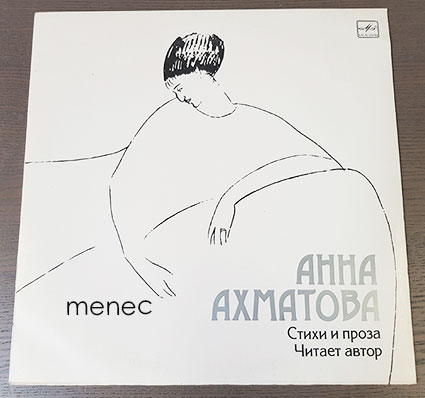 menec
АННА
АХМАТОВА
Стихи и проза
Читает автор